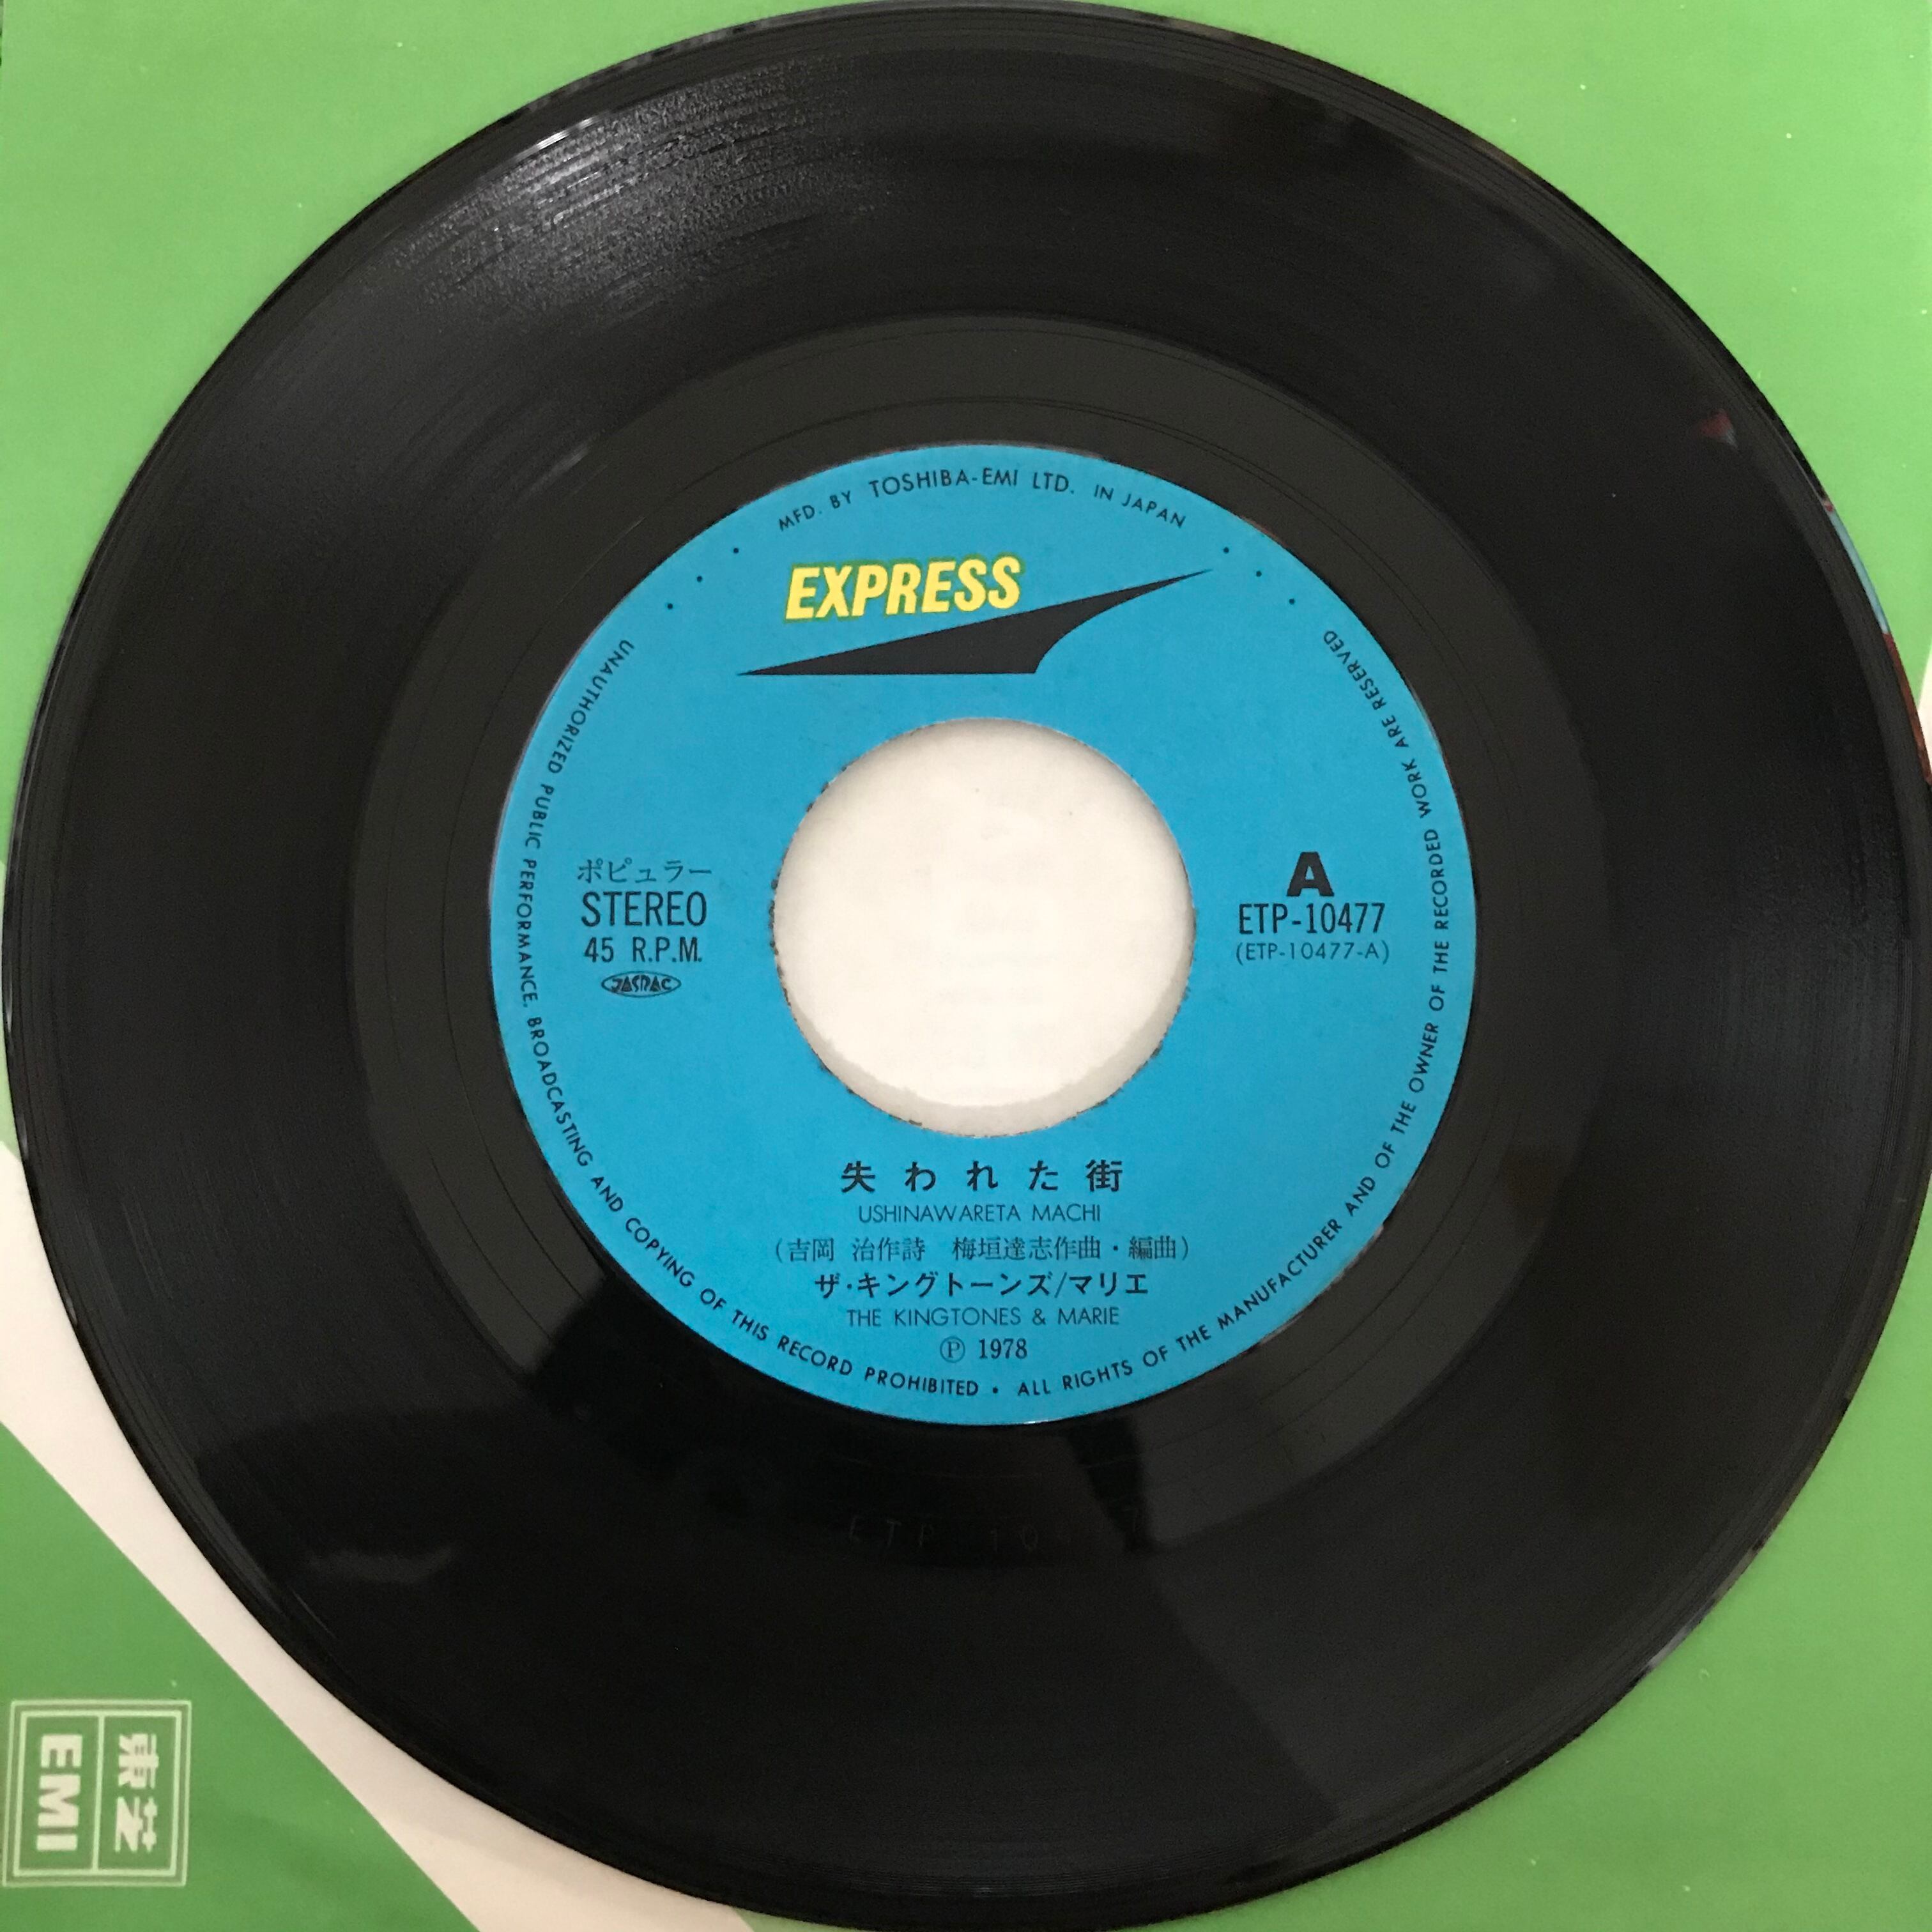 MFD. BY TOSHIBA-EMI LTD. IN JAPAN
EXPRESS
ポピュラー
STEREO
45 R.P.M.
JASRAC
A
ETP-10477
(ETP-10477-A)
失われた街
USHINAWARETA MACHI
(吉岡 治作詩 梅垣達志作曲・編曲)
ザ・キングトーンズ/マリエ
THE KINGTONES & MARIE
Ⓟ 1978
UNAUTHORIZED PUBLIC PERFORMANCE, BROADCASTING AND COPYING OF THIS RECORD PROHIBITED • ALL RIGHTS OF THE MANUFACTURER AND OF THE OWNER OF THE RECORDED WORK ARE RESERVED
東芝
EMI